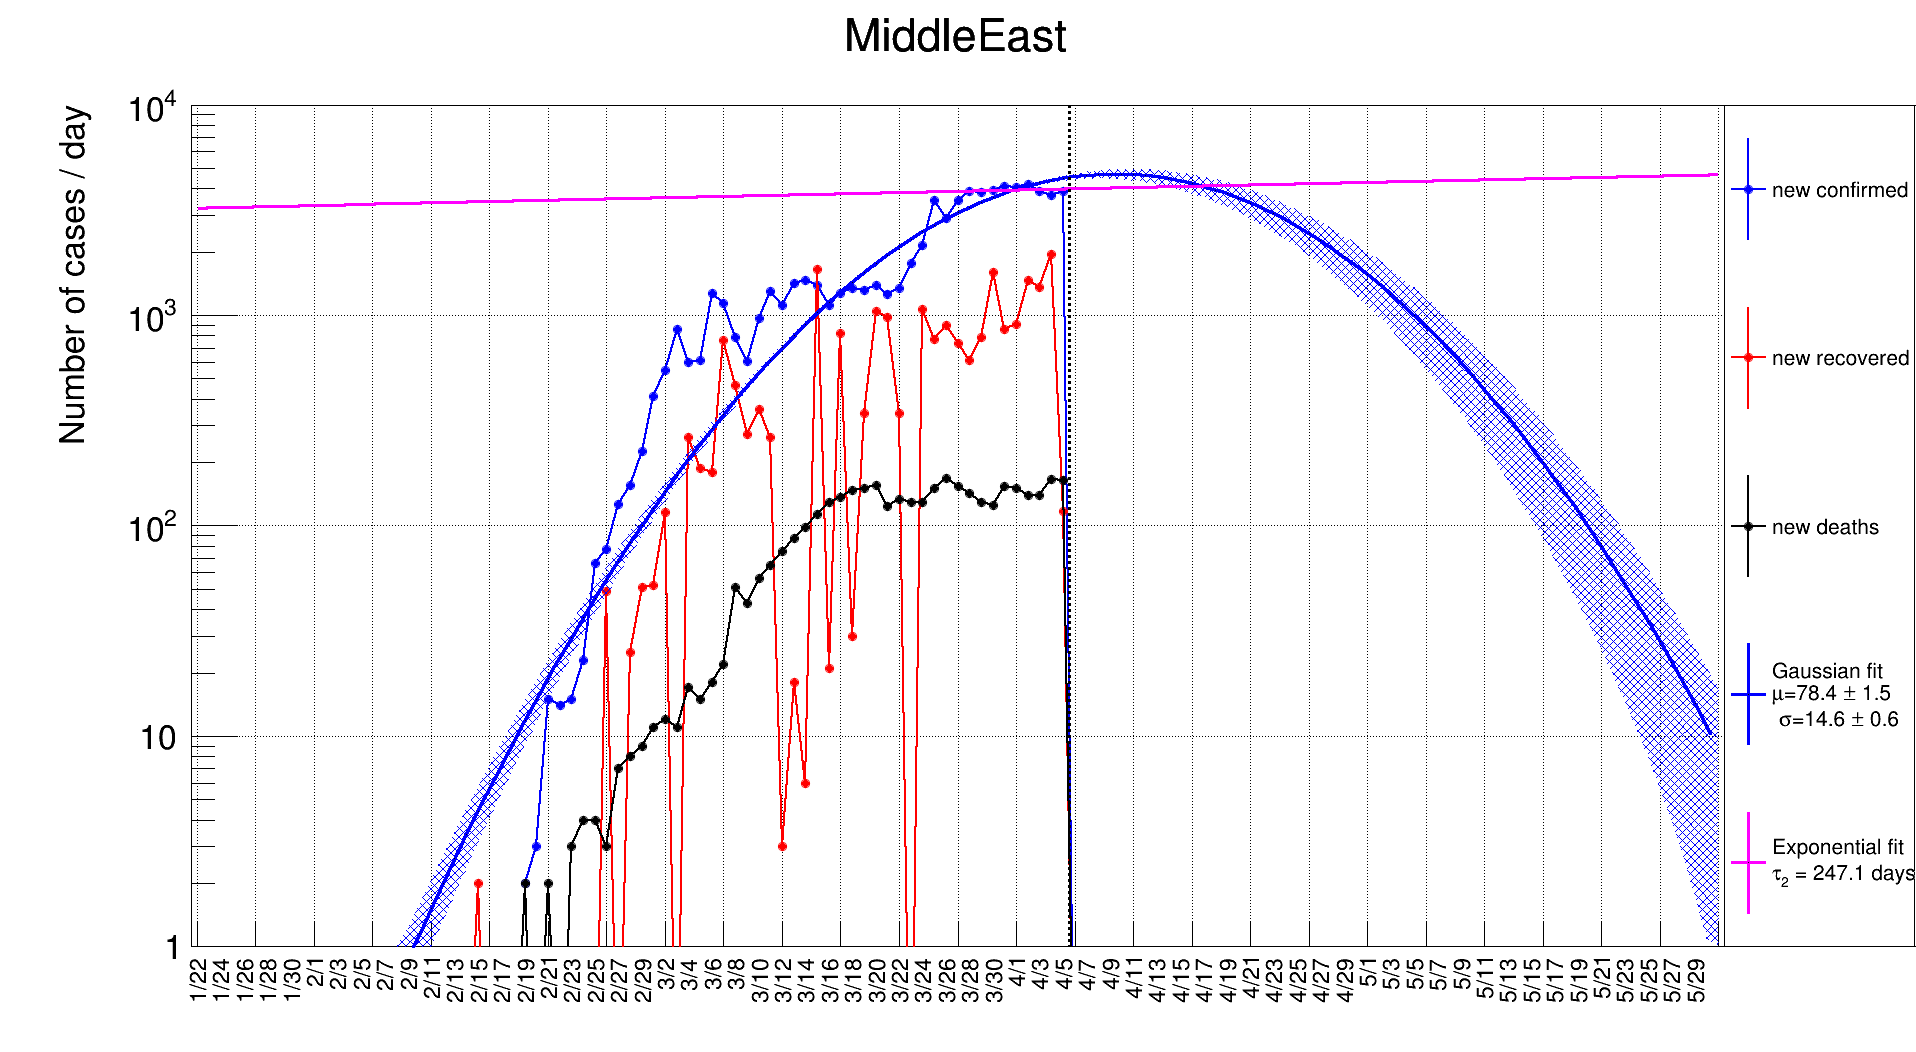 MiddleEast
Number of cases / day
10^4
10^3
10^2
10
1
1/22 1/24 1/26 1/28 1/30 2/1 2/3 2/5 2/7 2/9 2/11 2/13 2/15 2/17 2/19 2/21 2/23 2/25 2/27 2/29 3/2 3/4 3/6 3/8 3/10 3/12 3/14 3/16 3/18 3/20 3/22 3/24 3/26 3/28 3/30 4/1 4/3 4/5 4/7 4/9 4/11 4/13 4/15 4/17 4/19 4/21 4/23 4/25 4/27 4/29 5/1 5/3 5/5 5/7 5/9 5/11 5/13 5/15 5/17 5/19 5/21 5/23 5/25 5/27 5/29
new confirmed
new recovered
new deaths
Gaussian fit
μ=78.4 ± 1.5
σ=14.6 ± 0.6
Exponential fit
τ₂ = 247.1 days